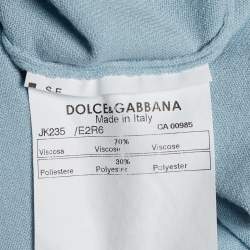 S E
DOLCE&GABBANA
Made in Italy
JK235 /E2R6 CA 00985
70%
Viscosa Viscose Viscose
30%
Poliestere Polyester Polyester